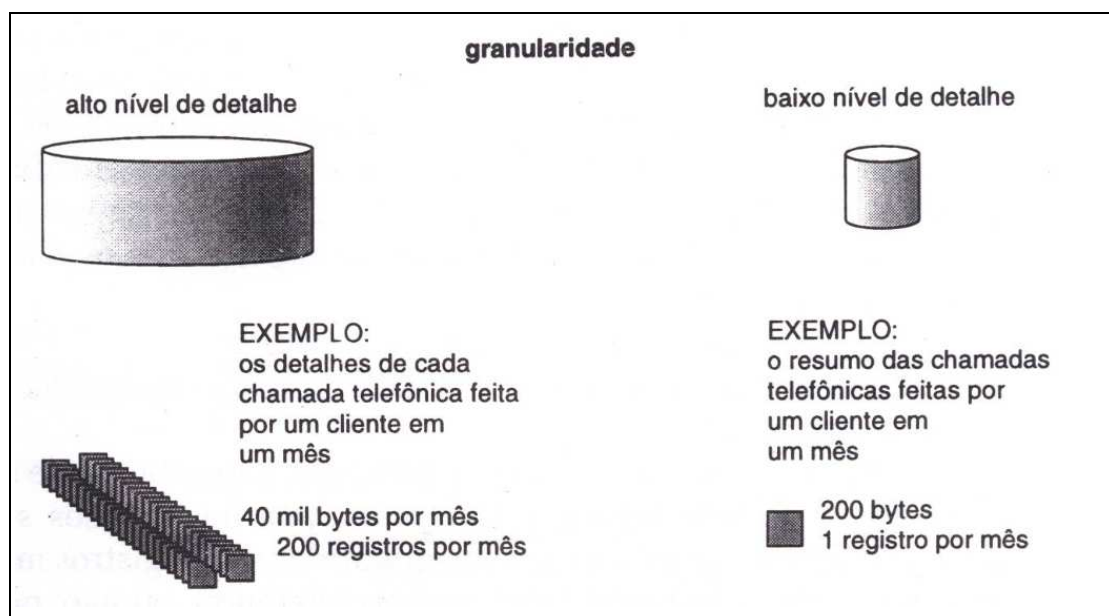 granularidade
alto nível de detalhe
baixo nível de detalhe
EXEMPLO:
os detalhes de cada
chamada telefônica feita
por um cliente em
um mês
40 mil bytes por mês
200 registros por mês
EXEMPLO:
o resumo das chamadas
telefônicas feitas por
um cliente em
um mês
200 bytes
1 registro por mês